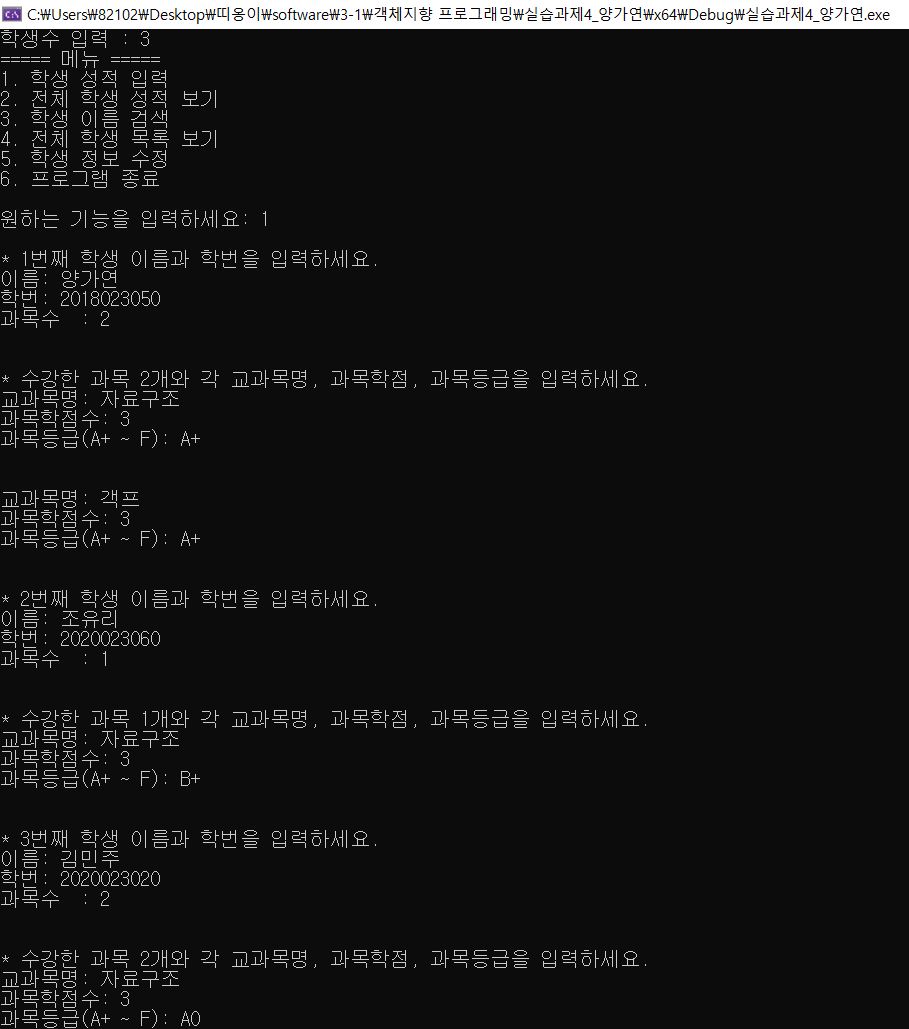 C:\Users\82102\Desktop\띠옹이\software\3-1\객체지향 프로그래밍\실습과제4_양가연\x64\Debug\실습과제4_양가연.exe
학생수 입력 : 3
===== 메뉴 =====
1. 학생 성적 입력
2. 전체 학생 성적 보기
3. 학생 이름 검색
4. 전체 학생 목록 보기
5. 학생 정보 수정
6. 프로그램 종료
원하는 기능을 입력하세요: 1
* 1번째 학생 이름과 학번을 입력하세요.
이름: 양가연
학번: 2018023050
과목수  : 2
* 수강한 과목 2개와 각 교과목명, 과목학점, 과목등급을 입력하세요.
교과목명: 자료구조
과목학점수: 3
과목등급(A+ ~ F): A+
교과목명: 객프
과목학점수: 3
과목등급(A+ ~ F): A+
* 2번째 학생 이름과 학번을 입력하세요.
이름: 조유리
학번: 2020023060
과목수  : 1
* 수강한 과목 1개와 각 교과목명, 과목학점, 과목등급을 입력하세요.
교과목명: 자료구조
과목학점수: 3
과목등급(A+ ~ F): B+
* 3번째 학생 이름과 학번을 입력하세요.
이름: 김민주
학번: 2020023020
과목수  : 2
* 수강한 과목 2개와 각 교과목명, 과목학점, 과목등급을 입력하세요.
교과목명: 자료구조
과목학점수: 3
과목등급(A+ ~ F): A0